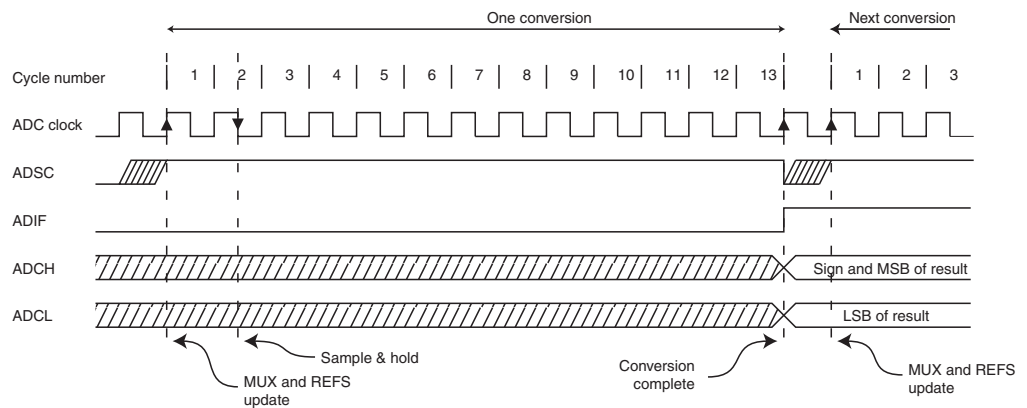 One conversion
Next conversion
Cycle number 1 2 3 4 5 6 7 8 9 10 11 12 13 1 2 3
ADC clock
ADSC
ADIF
ADCH
Sign and MSB of result
ADCL
LSB of result
Sample & hold
MUX and REFS
update
Conversion
complete
MUX and REFS
update